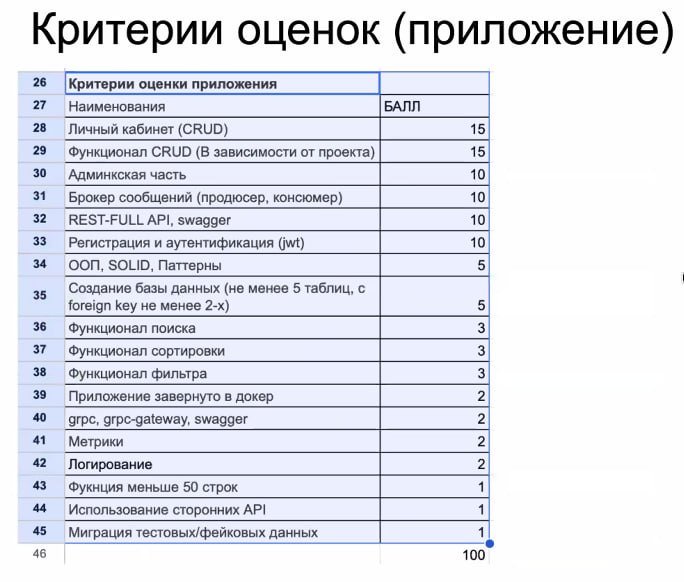 Критерии оценок (приложение)
26 Критерии оценки приложения
27 Наименования БАЛЛ
28 Личный кабинет (CRUD) 15
29 Функционал CRUD (В зависимости от проекта) 15
30 Админкская часть 10
31 Брокер сообщений (продюсер, консюмер) 10
32 REST-FULL API, swagger 10
33 Регистрация и аутентификация (jwt) 10
34 ООП, SOLID, Паттерны 5
35 Создание базы данных (не менее 5 таблиц, с
foreign key не менее 2-х) 5
36 Функционал поиска 3
37 Функционал сортировки 3
38 Функционал фильтра 3
39 Приложение завернуто в докер 2
40 grpc, grpc-gateway, swagger 2
41 Метрики 2
42 Логирование 2
43 Фукнция меньше 50 строк 1
44 Использование сторонних API 1
45 Миграция тестовых/фейковых данных 1
46 100